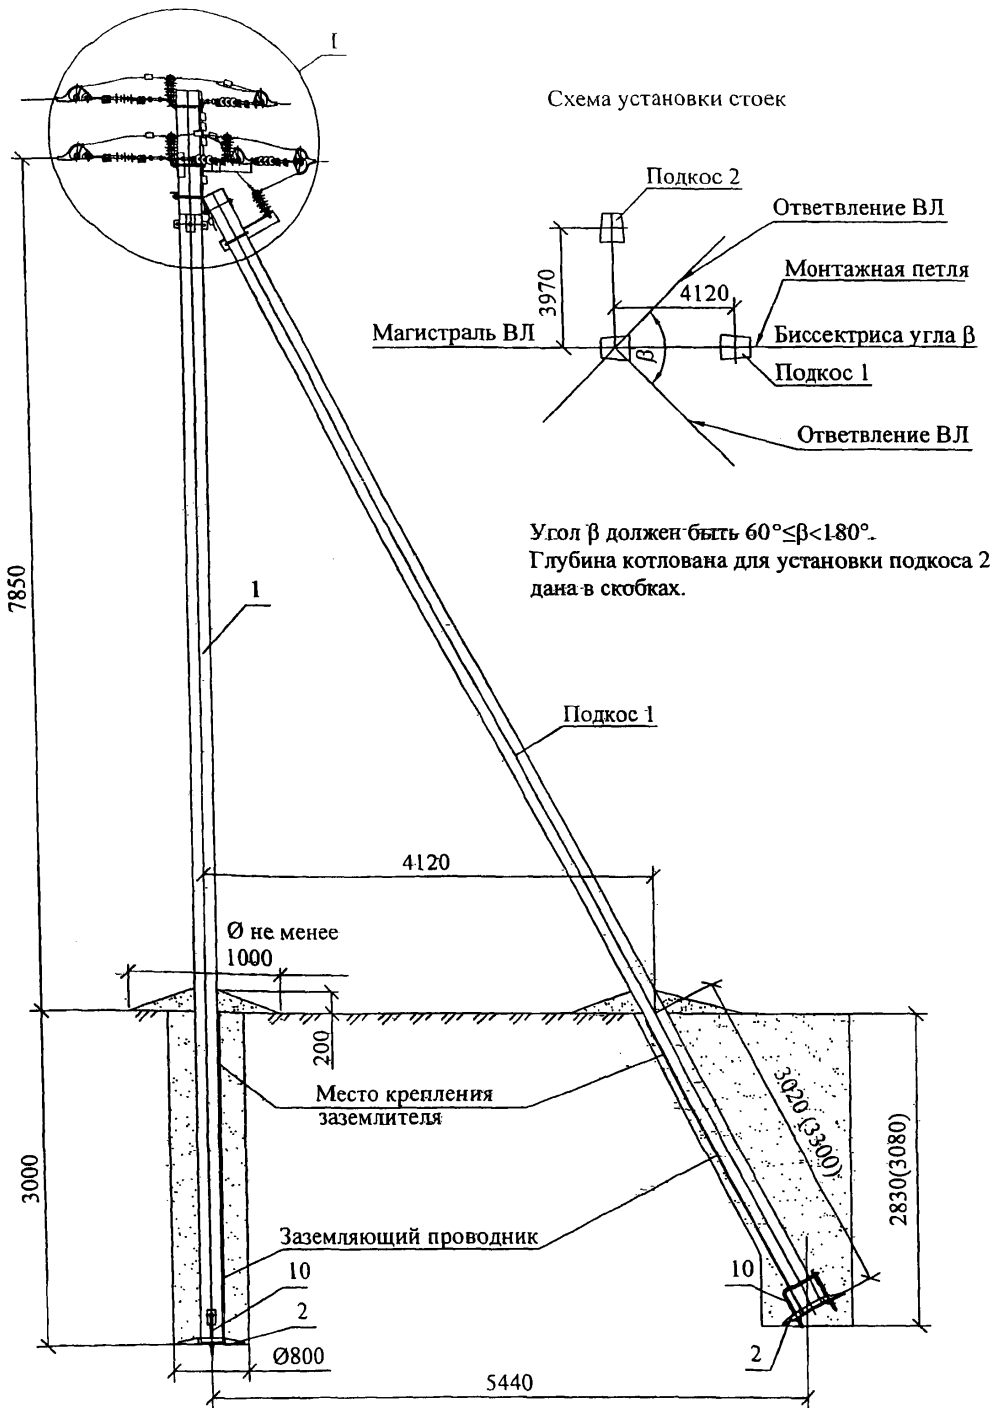 I
Схема установки стоек
Подкос 2
Ответвление ВЛ
3970
4120
Монтажная петля
Магистраль ВЛ
β
Биссектриса угла β
Подкос 1
Ответвление ВЛ
Угол β должен быть 60°≤β<180°.
Глубина котлована для установки подкоса 2
дана в скобках.
7850
1
Подкос 1
4120
Ø не менее
1000
200
Место крепления
заземлителя
3020 (3300)
2830(3080)
3000
Заземляющий проводник
10
10
2
2
Ø800
5440